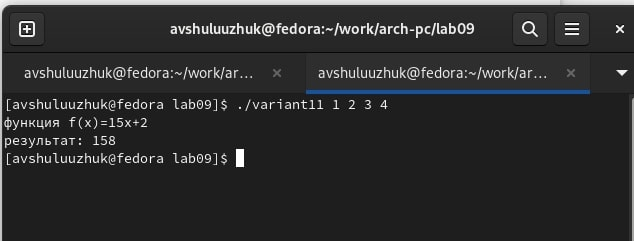 avshuluuzhuk@fedora:~/work/arch-pc/lab09
avshuluuzhuk@fedora:~/work/ar...
avshuluuzhuk@fedora:~/work/ar...
[avshuluuzhuk@fedora lab09]$ ./variant11 1 2 3 4
функция f(x)=15x+2
результат: 158
[avshuluuzhuk@fedora lab09]$